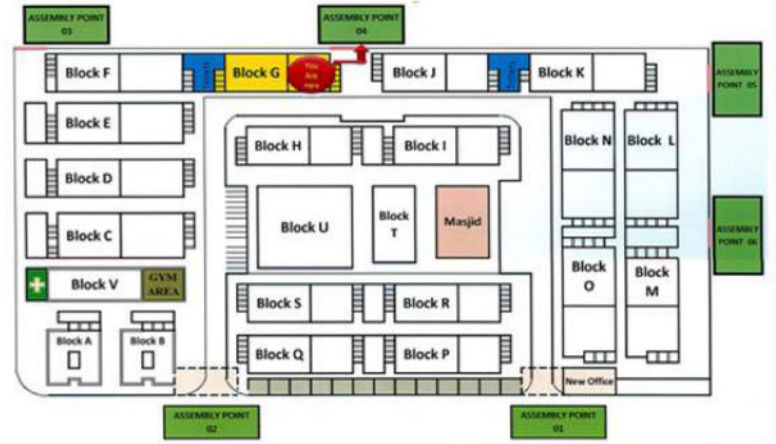 ASSEMBLY POINT
03
ASSEMBLY POINT
04
Block F
Toilets
Block G
You
Are
Here
Block J
Toilets
Block K
ASSEMBLY
POINT 05
Block E
Block H
Block I
Block N
Block L
Block D
Block U
Block
T
Masjid
Block C
ASSEMBLY
POINT 06
Block V
GYM
AREA
Block
O
Block
M
Block S
Block R
Block A
Block B
Block Q
Block P
New Office
ASSEMBLY POINT
02
ASSEMBLY POINT
01